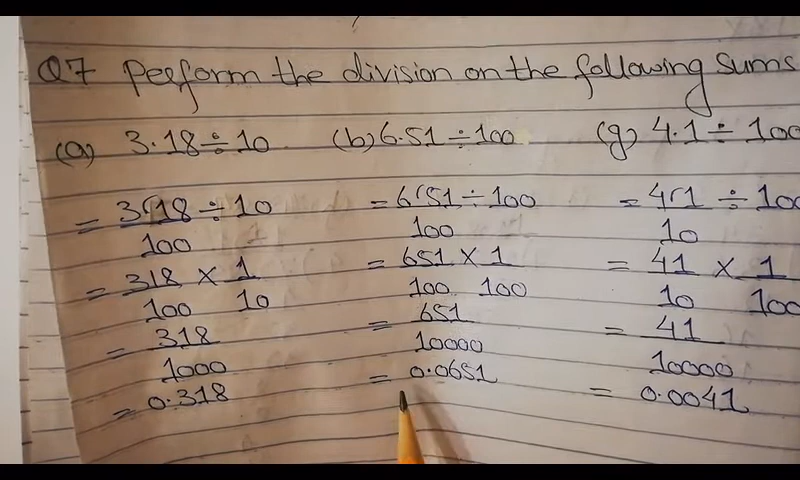 Q7 Perform the division on the following sums
(a) 3.18÷10 (b) 6.51÷100 (g) 4.1÷100
= 318÷10 = 651÷100 = 41÷100
100 100 10
= 318 × 1 = 651 × 1 = 41 × 1
100 10 100 100 10 100
= 318 = 651 = 41
1000 10000 10000
= 0.318 = 0.0651 = 0.0041